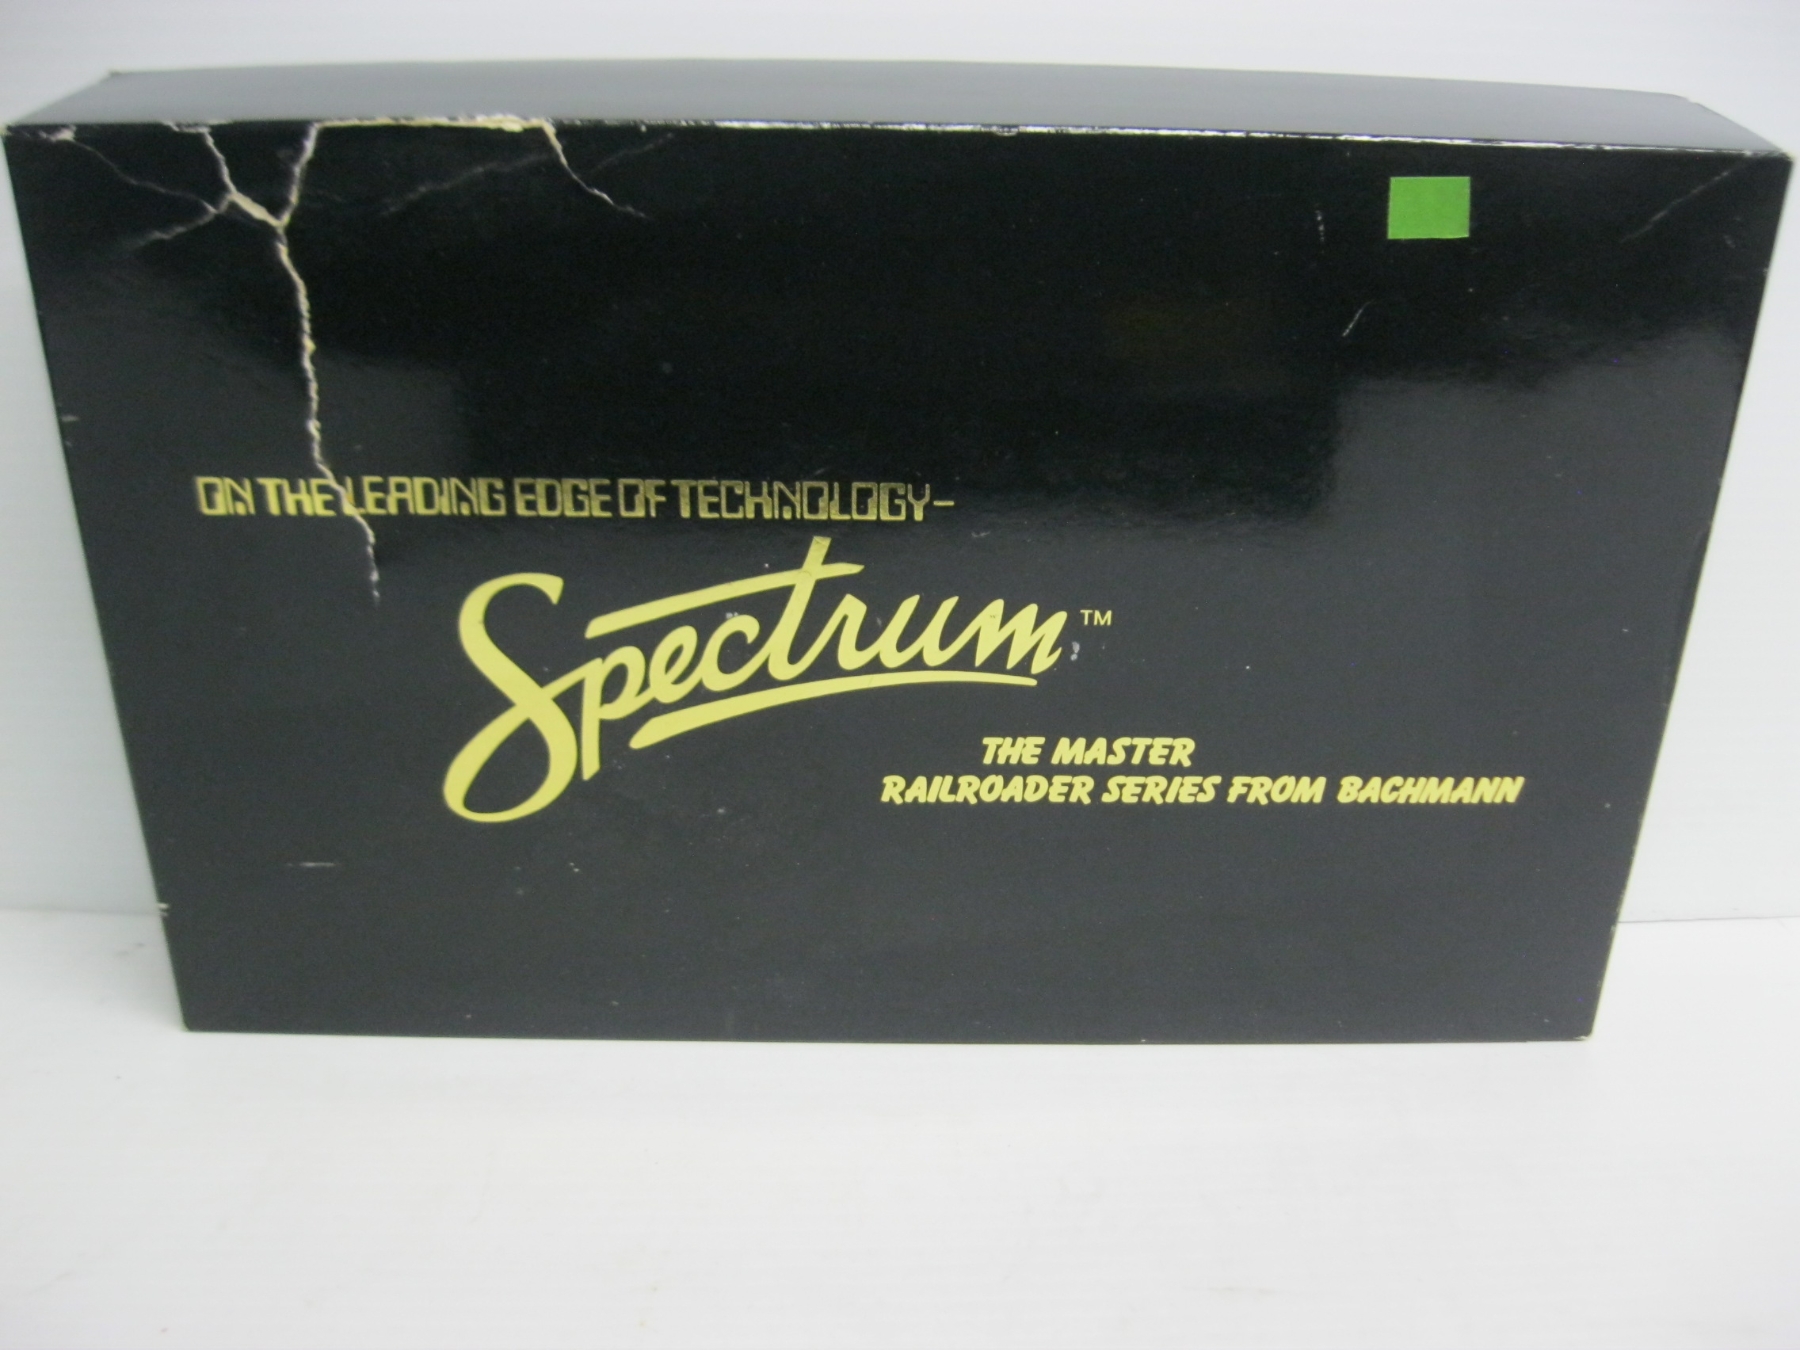 ON THE LEADING EDGE OF TECHNOLOGY-
Spectrum™
THE MASTER
RAILROADER SERIES FROM BACHMANN